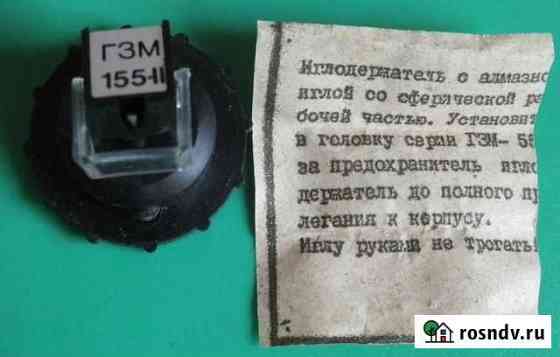 ГЗМ
155-II
Иглодержатель с алмазно
иглой со сферической ра
бочей частью. Установит
в головку серии ГЗМ-
за предохранитель игло
держатель до полного пр
легания к корпусу.
Иглу руками не трогать!
rosndv.ru